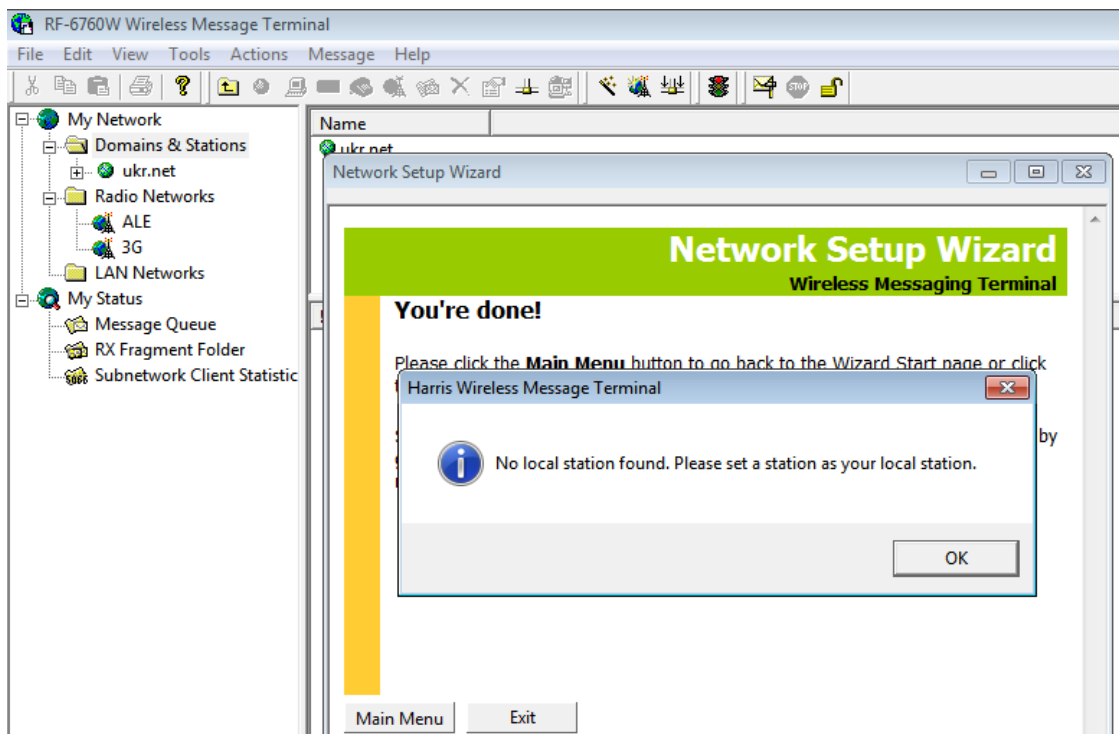 RF-6760W Wireless Message Terminal
File Edit View Tools Actions Message Help
STOP
My Network
Domains & Stations
ukr.net
Radio Networks
ALE
3G
LAN Networks
My Status
Message Queue
RX Fragment Folder
Subnetwork Client Statistic
Name
ukr.net
Network Setup Wizard
Network Setup Wizard
Wireless Messaging Terminal
You're done!
Please click the Main Menu button to go back to the Wizard Start page or click
by
Harris Wireless Message Terminal
No local station found. Please set a station as your local station.
OK
Main Menu Exit